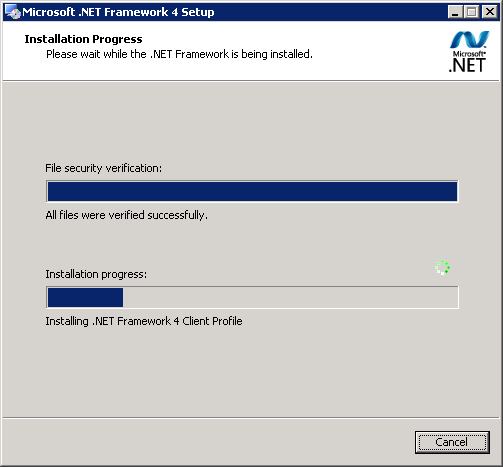 Microsoft .NET Framework 4 Setup
Installation Progress
Please wait while the .NET Framework is being installed.
Microsoft®
.NET
File security verification:
All files were verified successfully.
Installation progress:
Installing .NET Framework 4 Client Profile
Cancel